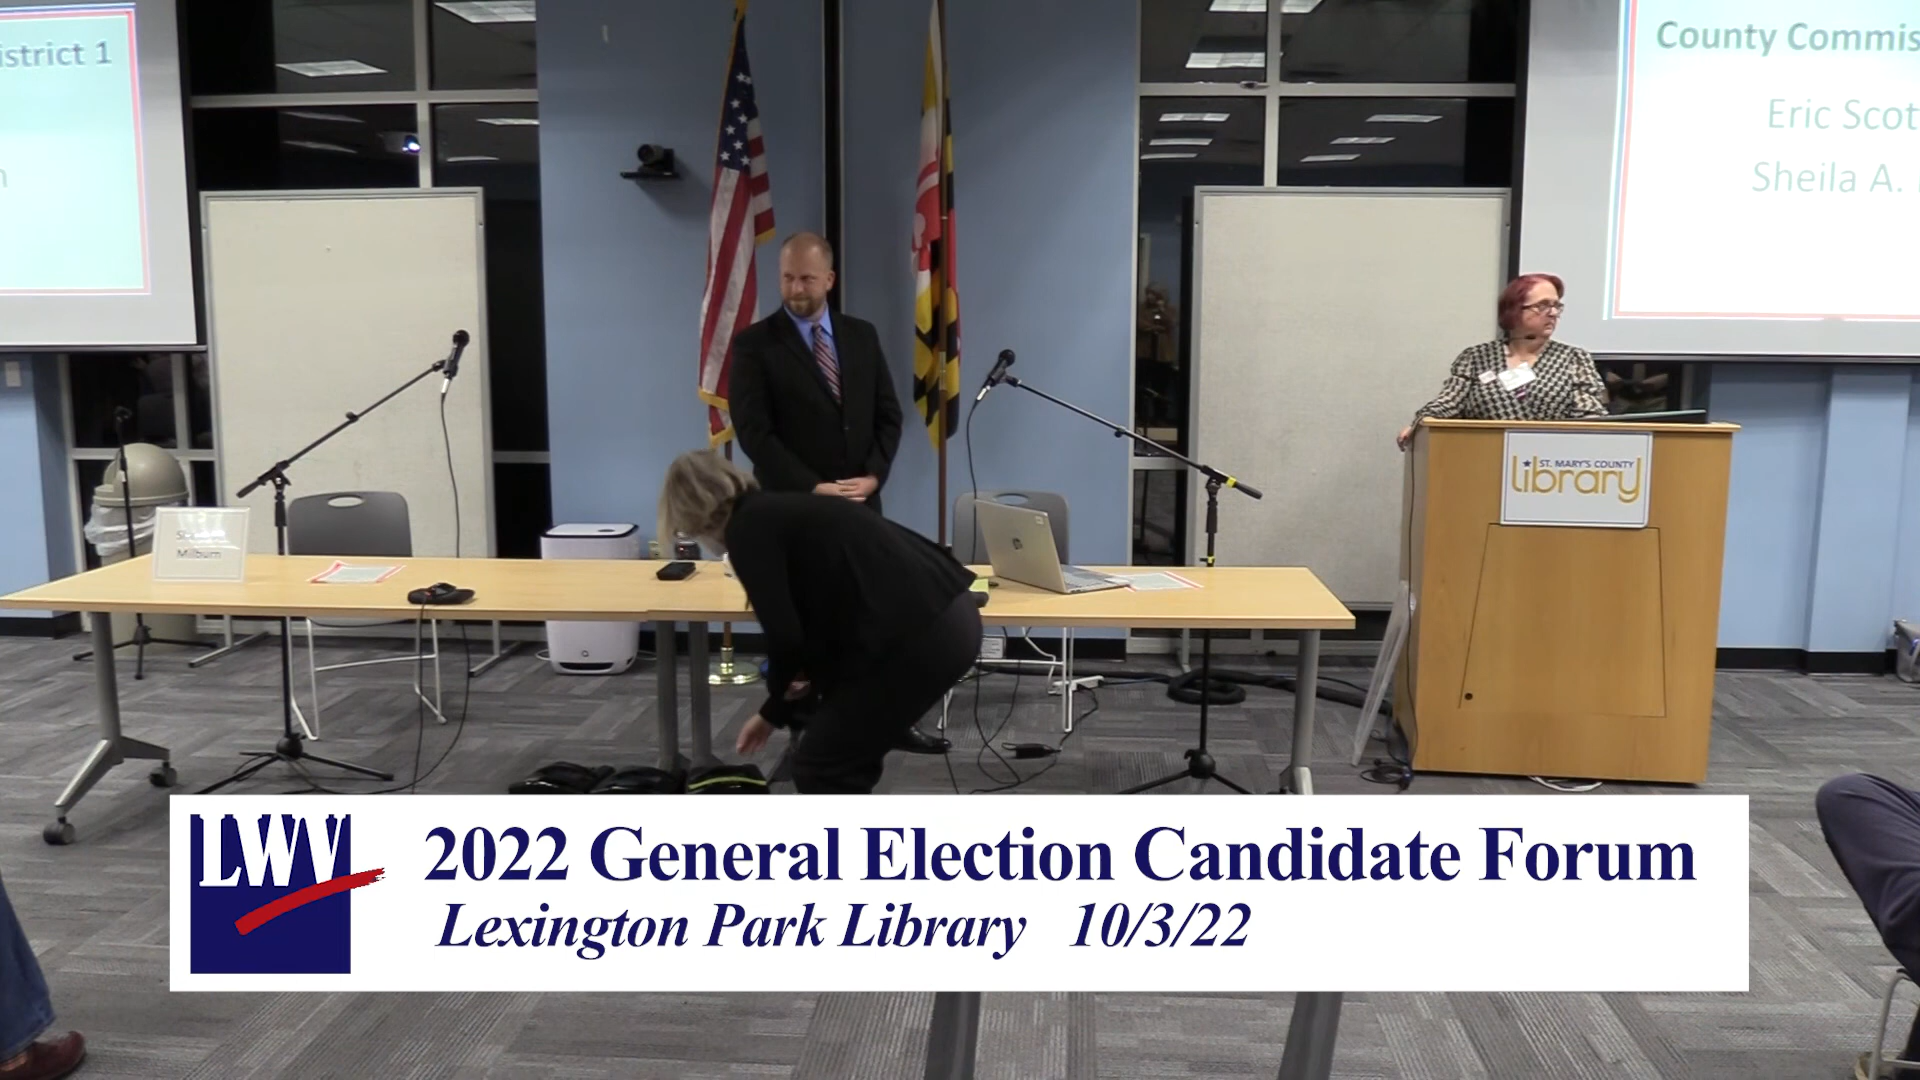 istrict 1
County Commis
Eric Scot
Sheila A.
ST. MARY'S COUNTY
library
Milburn
LWV
2022 General Election Candidate Forum
Lexington Park Library 10/3/22